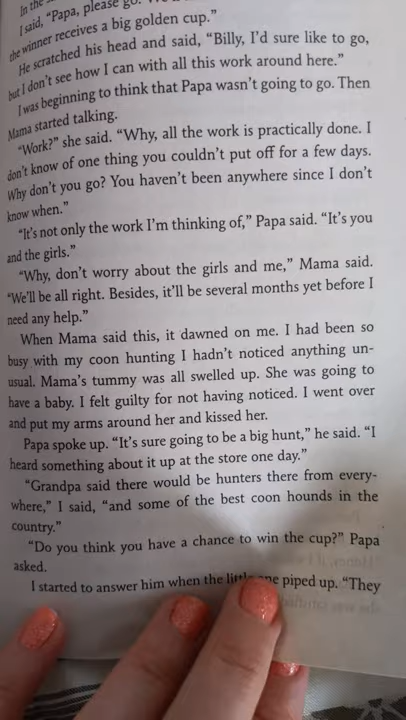 In the
I said, "Papa, please go.
the winner receives a big golden cup."
He scratched his head and said, "Billy, I'd sure like to go,
but I don't see how I can with all this work around here."
I was beginning to think that Papa wasn't going to go. Then
Mama started talking.
"Work?" she said. "Why, all the work is practically done. I
don't know of one thing you couldn't put off for a few days.
Why don't you go? You haven't been anywhere since I don't
know when."
"It's not only the work I'm thinking of," Papa said. "It's you
and the girls."
"Why, don't worry about the girls and me," Mama said.
"We'll be all right. Besides, it'll be several months yet before I
need any help."
When Mama said this, it dawned on me. I had been so
busy with my coon hunting I hadn't noticed anything un-
usual. Mama's tummy was all swelled up. She was going to
have a baby. I felt guilty for not having noticed. I went over
and put my arms around her and kissed her.
Papa spoke up. "It's sure going to be a big hunt," he said. "I
heard something about it up at the store one day."
"Grandpa said there would be hunters there from every-
where," I said, "and some of the best coon hounds in the
country."
"Do you think you have a chance to win the cup?" Papa
asked.
I started to answer him when the little one piped up. "They